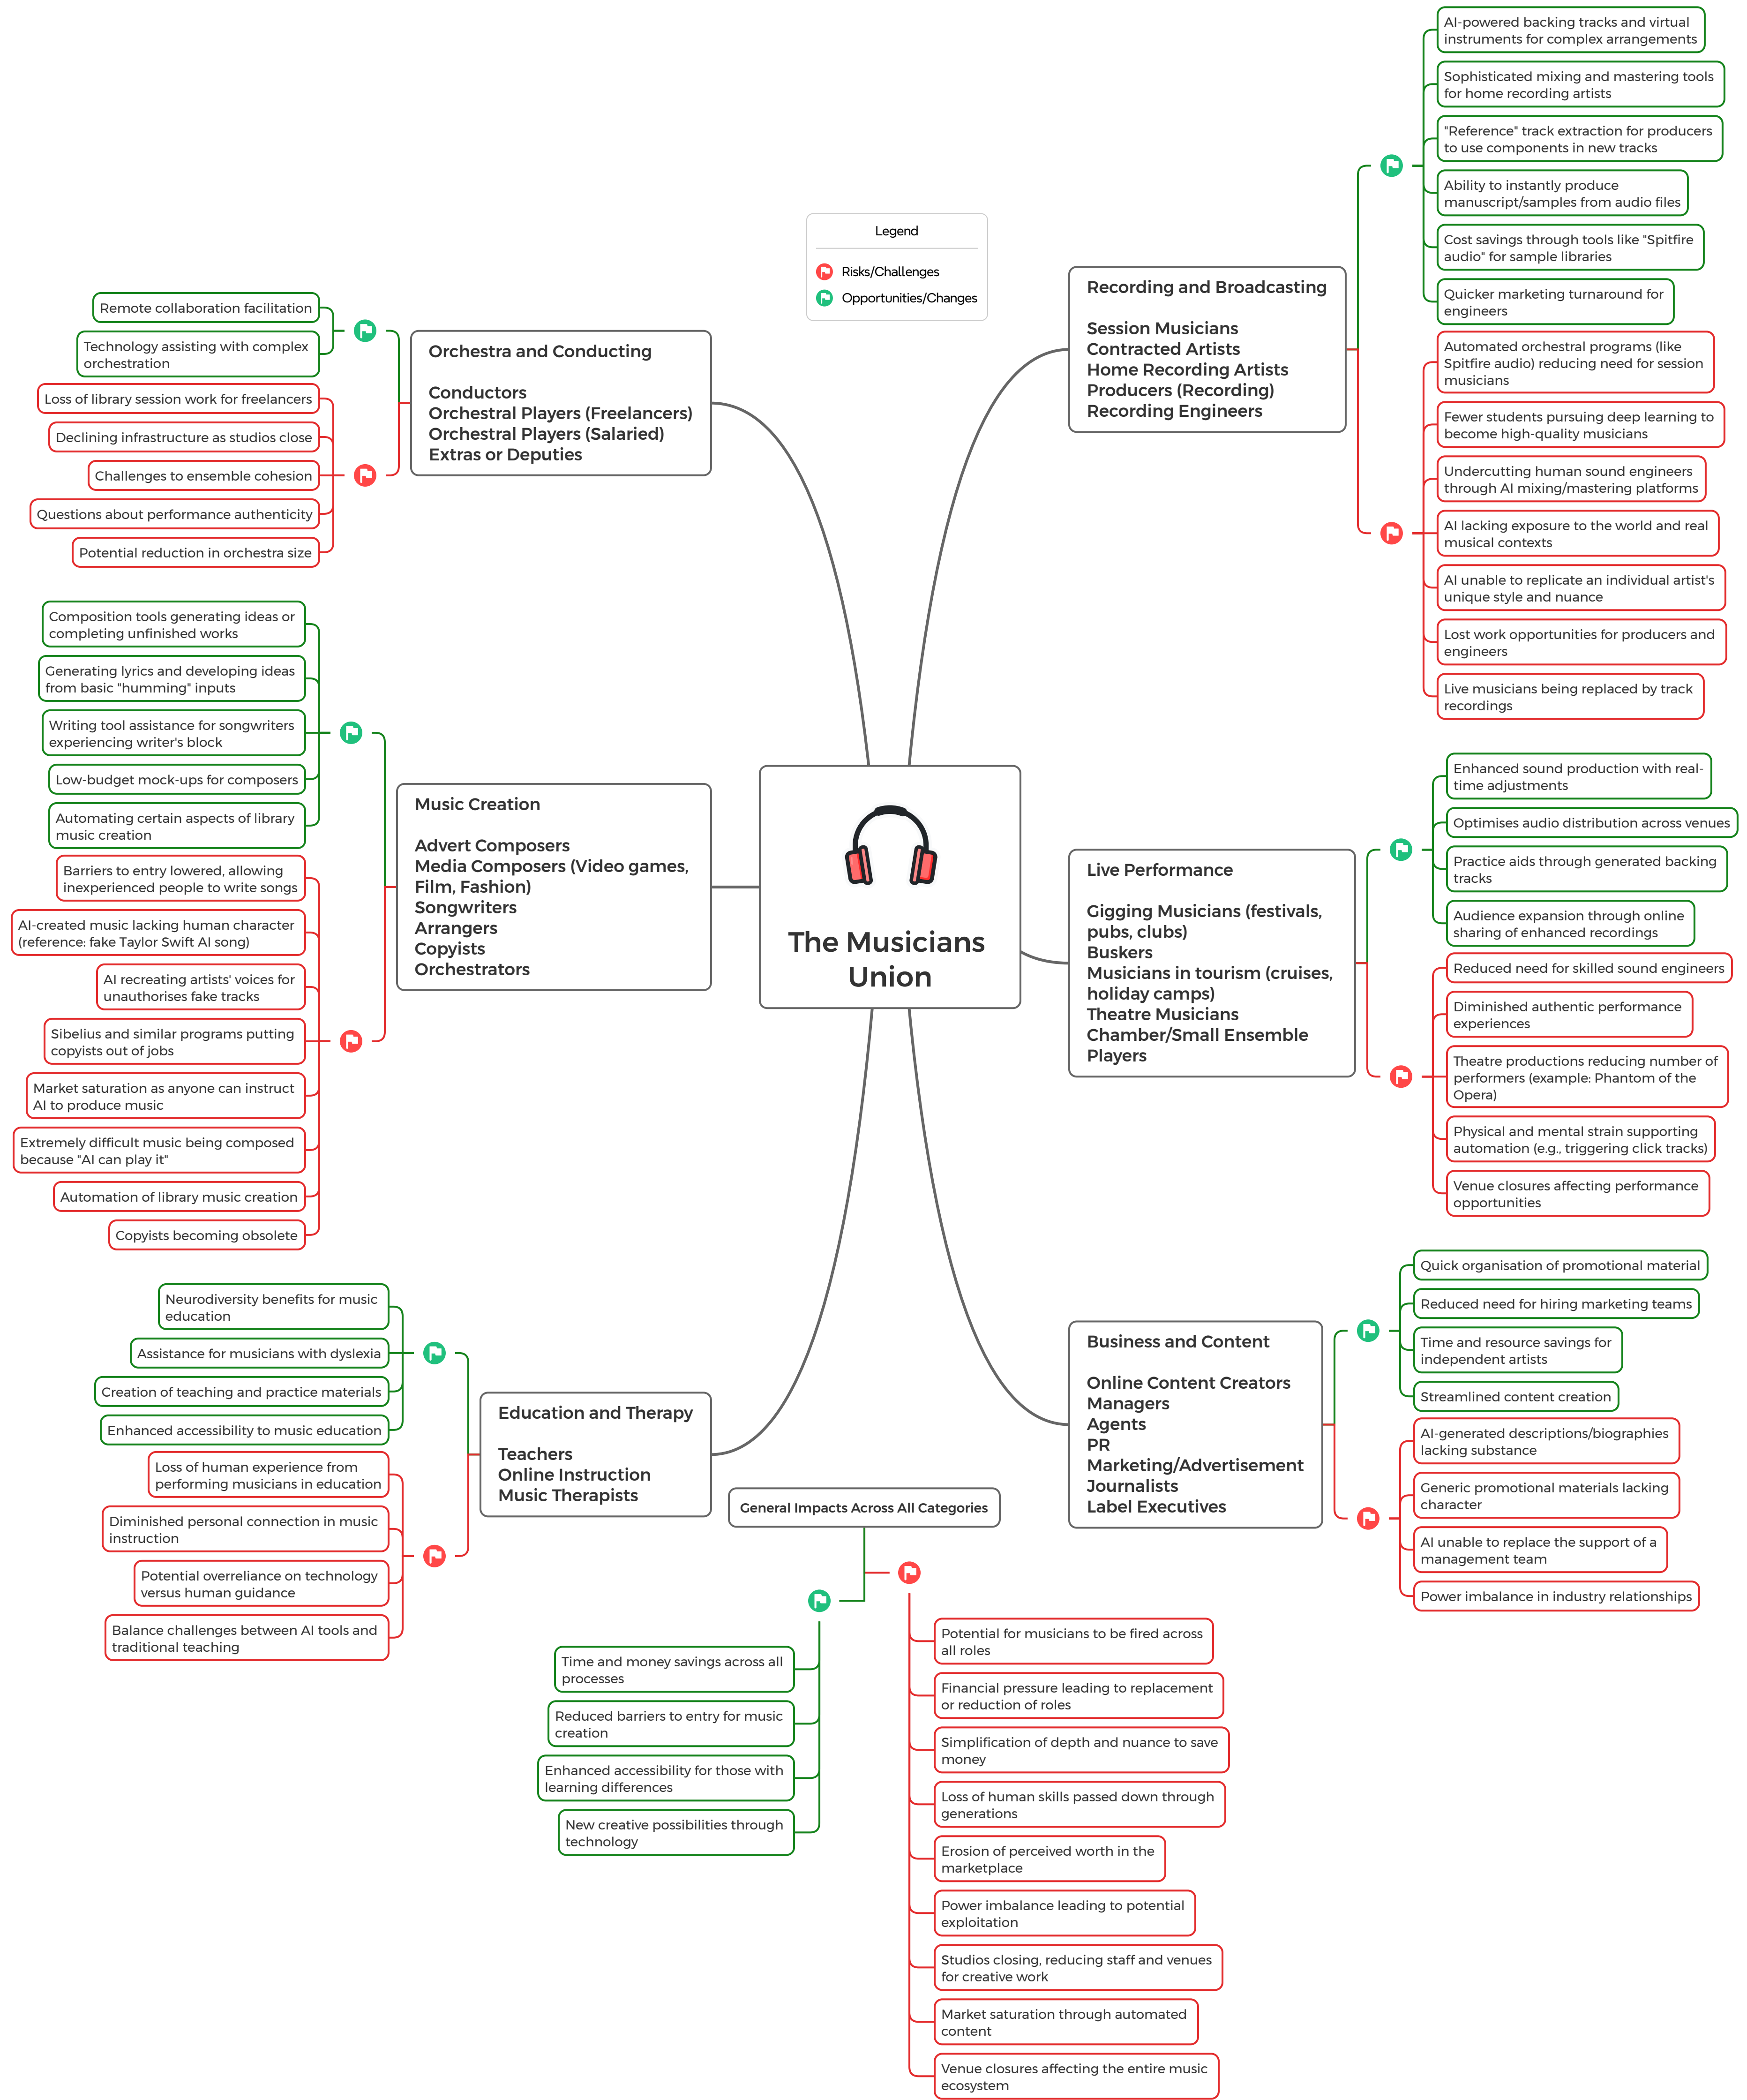 Legend
Risks/Challenges
Opportunities/Changes
The Musicians
Union
Orchestra and Conducting
Conductors
Orchestral Players (Freelancers)
Orchestral Players (Salaried)
Extras or Deputies
Remote collaboration facilitation
Technology assisting with complex
orchestration
Loss of library session work for freelancers
Declining infrastructure as studios close
Challenges to ensemble cohesion
Questions about performance authenticity
Potential reduction in orchestra size
Music Creation
Advert Composers
Media Composers (Video games,
Film, Fashion)
Songwriters
Arrangers
Copyists
Orchestrators
Composition tools generating ideas or
completing unfinished works
Generating lyrics and developing ideas
from basic "humming" inputs
Writing tool assistance for songwriters
experiencing writer's block
Low-budget mock-ups for composers
Automating certain aspects of library
music creation
Barriers to entry lowered, allowing
inexperienced people to write songs
AI-created music lacking human character
(reference: fake Taylor Swift AI song)
AI recreating artists' voices for
unauthorises fake tracks
Sibelius and similar programs putting
copyists out of jobs
Market saturation as anyone can instruct
AI to produce music
Extremely difficult music being composed
because "AI can play it"
Automation of library music creation
Copyists becoming obsolete
Education and Therapy
Teachers
Online Instruction
Music Therapists
Neurodiversity benefits for music
education
Assistance for musicians with dyslexia
Creation of teaching and practice materials
Enhanced accessibility to music education
Loss of human experience from
performing musicians in education
Diminished personal connection in music
instruction
Potential overreliance on technology
versus human guidance
Balance challenges between AI tools and
traditional teaching
Recording and Broadcasting
Session Musicians
Contracted Artists
Home Recording Artists
Producers (Recording)
Recording Engineers
AI-powered backing tracks and virtual
instruments for complex arrangements
Sophisticated mixing and mastering tools
for home recording artists
"Reference" track extraction for producers
to use components in new tracks
Ability to instantly produce
manuscript/samples from audio files
Cost savings through tools like "Spitfire
audio" for sample libraries
Quicker marketing turnaround for
engineers
Automated orchestral programs (like
Spitfire audio) reducing need for session
musicians
Fewer students pursuing deep learning to
become high-quality musicians
Undercutting human sound engineers
through AI mixing/mastering platforms
AI lacking exposure to the world and real
musical contexts
AI unable to replicate an individual artist's
unique style and nuance
Lost work opportunities for producers and
engineers
Live musicians being replaced by track
recordings
Live Performance
Gigging Musicians (festivals,
pubs, clubs)
Buskers
Musicians in tourism (cruises,
holiday camps)
Theatre Musicians
Chamber/Small Ensemble
Players
Enhanced sound production with real-
time adjustments
Optimises audio distribution across venues
Practice aids through generated backing
tracks
Audience expansion through online
sharing of enhanced recordings
Reduced need for skilled sound engineers
Diminished authentic performance
experiences
Theatre productions reducing number of
performers (example: Phantom of the
Opera)
Physical and mental strain supporting
automation (e.g., triggering click tracks)
Venue closures affecting performance
opportunities
Business and Content
Online Content Creators
Managers
Agents
PR
Marketing/Advertisement
Journalists
Label Executives
Quick organisation of promotional material
Reduced need for hiring marketing teams
Time and resource savings for
independent artists
Streamlined content creation
AI-generated descriptions/biographies
lacking substance
Generic promotional materials lacking
character
AI unable to replace the support of a
management team
Power imbalance in industry relationships
General Impacts Across All Categories
Time and money savings across all
processes
Reduced barriers to entry for music
creation
Enhanced accessibility for those with
learning differences
New creative possibilities through
technology
Potential for musicians to be fired across
all roles
Financial pressure leading to replacement
or reduction of roles
Simplification of depth and nuance to save
money
Loss of human skills passed down through
generations
Erosion of perceived worth in the
marketplace
Power imbalance leading to potential
exploitation
Studios closing, reducing staff and venues
for creative work
Market saturation through automated
content
Venue closures affecting the entire music
ecosystem